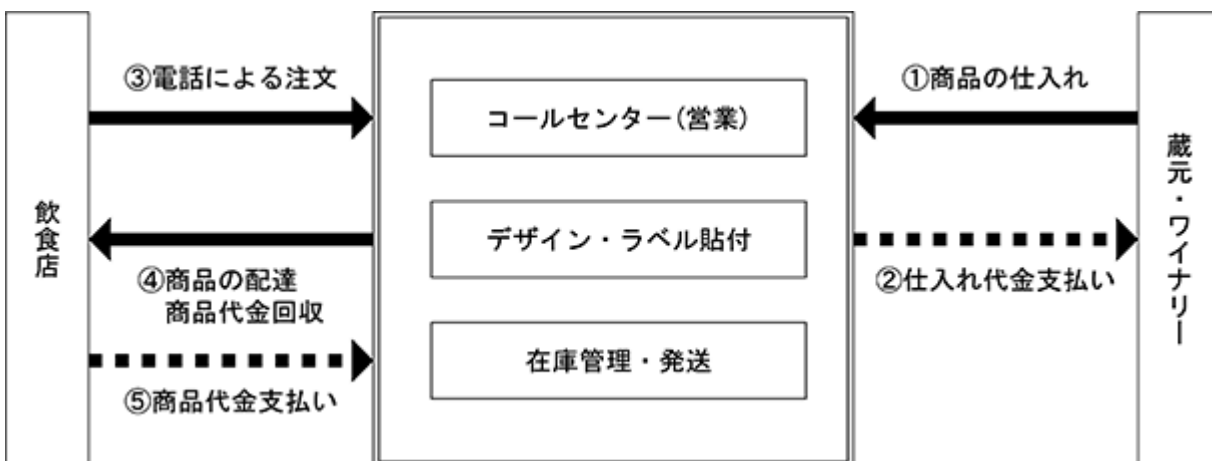 飲食店
③電話による注文
④商品の配達
商品代金回収
⑤商品代金支払い
コールセンター(営業)
デザイン・ラベル貼付
在庫管理・発送
①商品の仕入れ
②仕入れ代金支払い
蔵元・ワイナリー